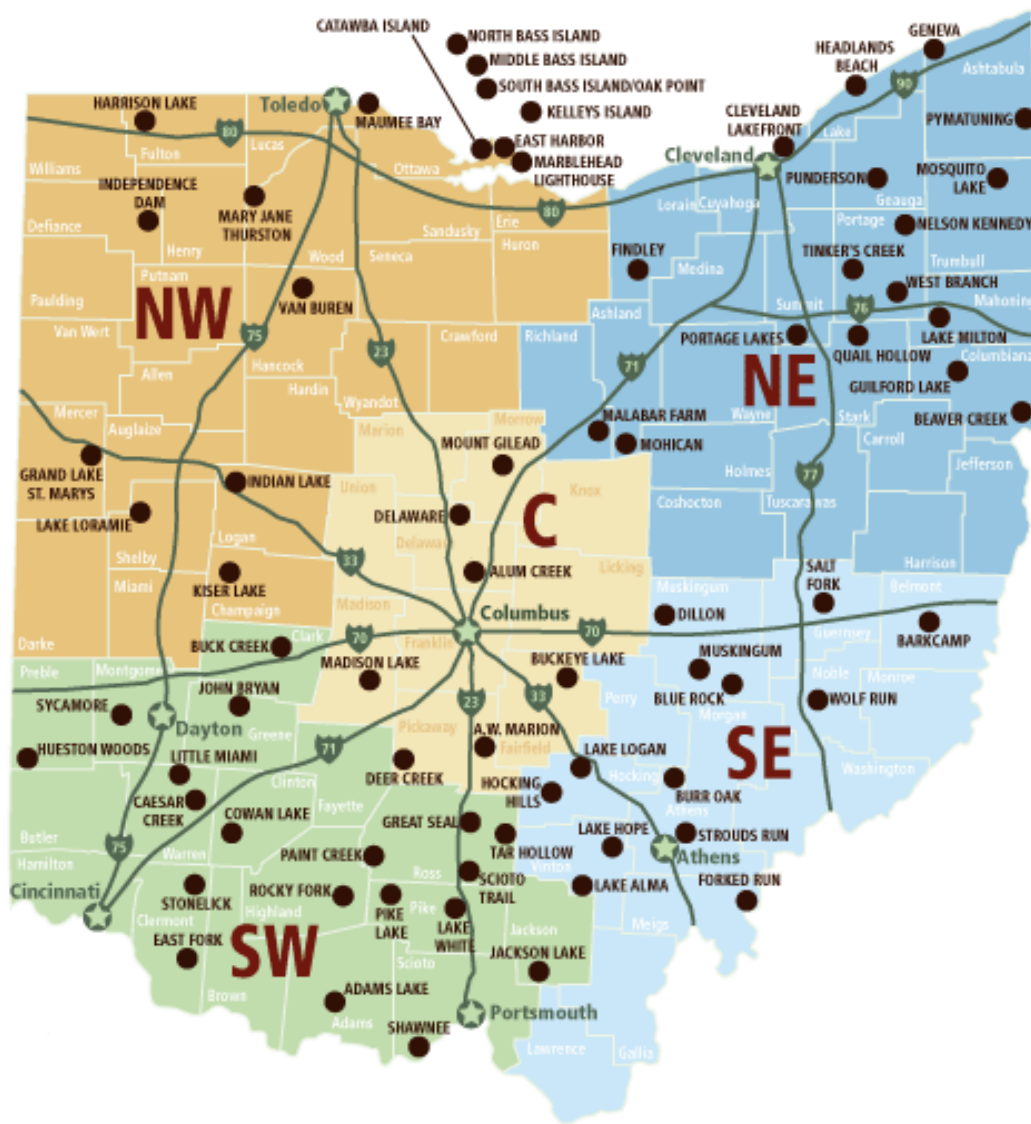 CATAWBA ISLAND
NORTH BASS ISLAND
MIDDLE BASS ISLAND
SOUTH BASS ISLAND/OAK POINT
KELLEYS ISLAND
GENEVA
HEADLANDS
BEACH
Ashtabula
90
HARRISON LAKE
Toledo
MAUMEE BAY
EAST HARBOR
MARBLEHEAD
LIGHTHOUSE
CLEVELAND
LAKEFRONT
Cleveland
Lake
PYMATUNING
80
Williams
Fulton
Lucas
Ottawa
PUNDERSON
MOSQUITO
LAKE
Geauga
INDEPENDENCE
DAM
MARY JANE
THURSTON
Lorain
Cuyahoga
80
Portage
NELSON KENNEDY
Defiance
Henry
Wood
Sandusky
Erie
Huron
FINDLEY
Medina
TINKER'S CREEK
Trumbull
Seneca
Putnam
NW
VAN BUREN
Summit
WEST BRANCH
76
Mahoning
Paulding
Van Wert
75
23
Crawford
Richland
Ashland
71
PORTAGE LAKES
QUAIL HOLLOW
LAKE MILTON
Columbiana
Allen
Hancock
Hardin
Wyandot
NE
GUILFORD LAKE
Mercer
Auglaize
Marion
Morrow
MALABAR FARM
MOHICAN
Wayne
Stark
BEAVER CREEK
Carroll
MOUNT GILEAD
Holmes
77
Jefferson
GRAND LAKE
ST. MARYS
INDIAN LAKE
Union
Knox
Coshocton
Tuscarawas
LAKE LORAMIE
DELAWARE
C
Logan
Delaware
Shelby
Miami
33
ALUM CREEK
Licking
Muskingum
SALT
FORK
Harrison
Belmont
KISER LAKE
Champaign
Madison
Columbus
DILLON
Darke
Clark
BUCK CREEK
70
Franklin
70
Guernsey
BARKCAMP
Preble
Montgomery
MADISON LAKE
BUCKEYE LAKE
MUSKINGUM
Noble
Monroe
SYCAMORE
JOHN BRYAN
23
33
Perry
BLUE ROCK
WOLF RUN
Dayton
Greene
Pickaway
A.W. MARION
Morgan
HUESTON WOODS
LITTLE MIAMI
71
Fairfield
LAKE LOGAN
SE
Washington
DEER CREEK
HOCKING
HILLS
Hocking
BURR OAK
CAESAR
CREEK
Clinton
Fayette
COWAN LAKE
GREAT SEAL
Athens
STROUDS RUN
Butler
75
Warren
TAR HOLLOW
LAKE HOPE
Athens
Hamilton
PAINT CREEK
Ross
SCIOTO
TRAIL
Vinton
FORKED RUN
Cincinnati
STONELICK
ROCKY FORK
PIKE
LAKE
Pike
LAKE
WHITE
LAKE ALMA
Clermont
Highland
Jackson
Meigs
EAST FORK
SW
Scioto
JACKSON LAKE
Brown
ADAMS LAKE
Adams
Portsmouth
SHAWNEE
Lawrence
Gallia